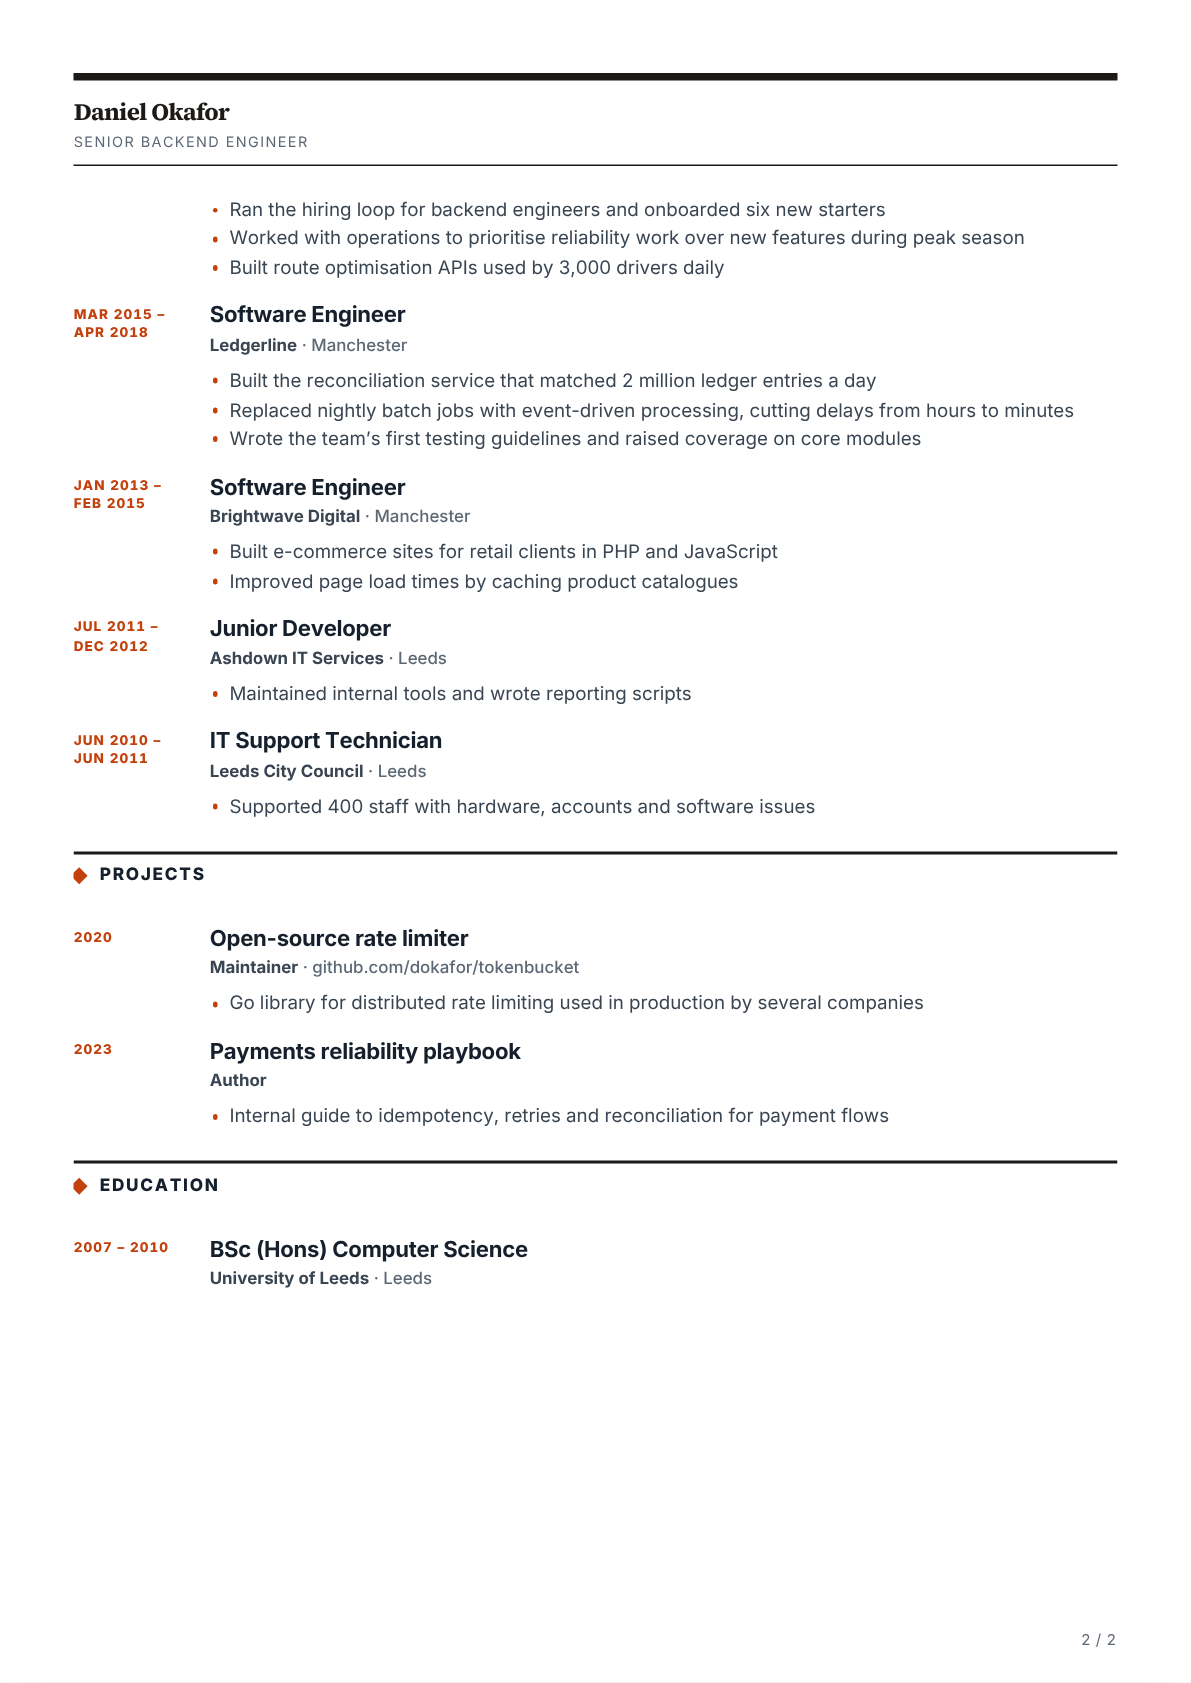 Daniel Okafor
SENIOR BACKEND ENGINEER
• Ran the hiring loop for backend engineers and onboarded six new starters
• Worked with operations to prioritise reliability work over new features during peak season
• Built route optimisation APIs used by 3,000 drivers daily
MAR 2015 –
APR 2018
Software Engineer
Ledgerline · Manchester
• Built the reconciliation service that matched 2 million ledger entries a day
• Replaced nightly batch jobs with event-driven processing, cutting delays from hours to minutes
• Wrote the team’s first testing guidelines and raised coverage on core modules
JAN 2013 –
FEB 2015
Software Engineer
Brightwave Digital · Manchester
• Built e-commerce sites for retail clients in PHP and JavaScript
• Improved page load times by caching product catalogues
JUL 2011 –
DEC 2012
Junior Developer
Ashdown IT Services · Leeds
• Maintained internal tools and wrote reporting scripts
JUN 2010 –
JUN 2011
IT Support Technician
Leeds City Council · Leeds
• Supported 400 staff with hardware, accounts and software issues
PROJECTS
2020
Open-source rate limiter
Maintainer · github.com/dokafor/tokenbucket
• Go library for distributed rate limiting used in production by several companies
2023
Payments reliability playbook
Author
• Internal guide to idempotency, retries and reconciliation for payment flows
EDUCATION
2007 – 2010
BSc (Hons) Computer Science
University of Leeds · Leeds
2 / 2